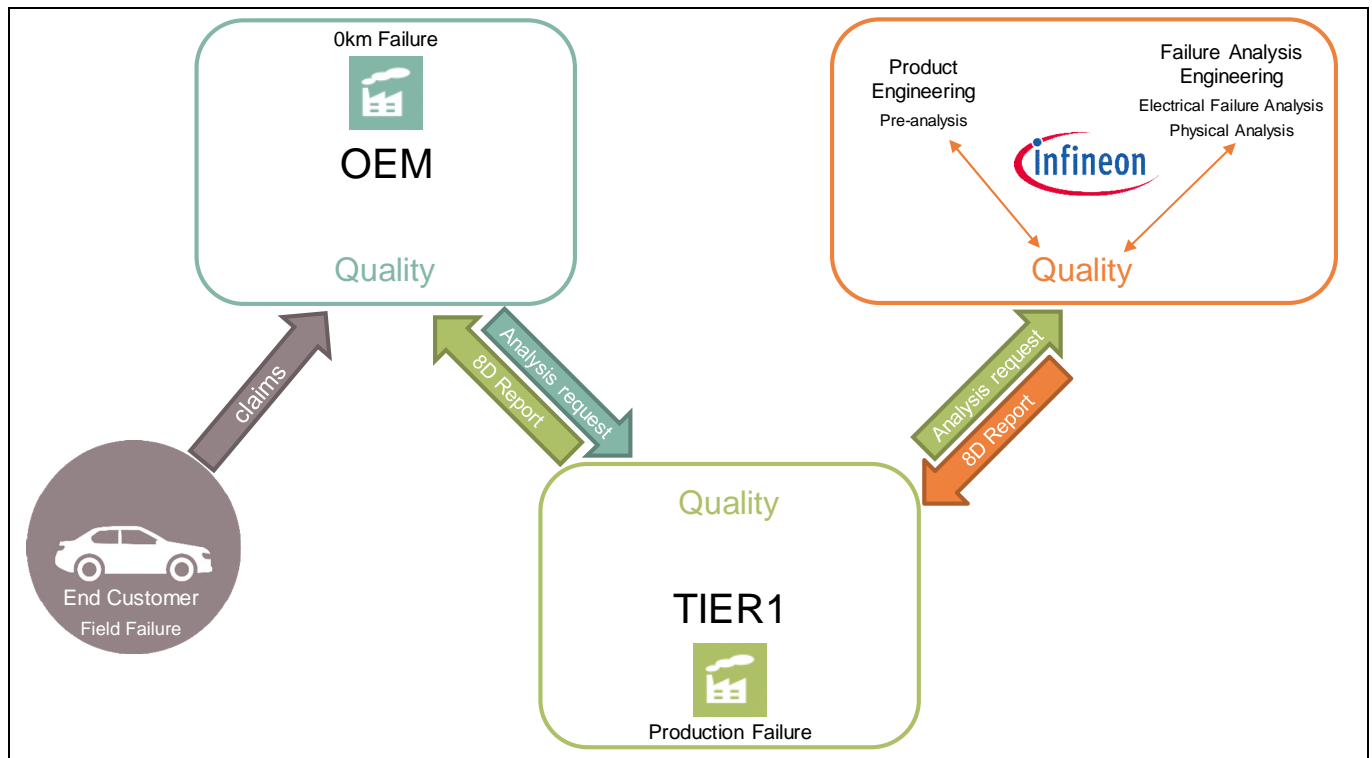 0km Failure
OEM
Quality
Product
Engineering
Pre-analysis
Failure Analysis
Engineering
Electrical Failure Analysis
Physical Analysis
infineon
Quality
claims
8D Report
Analysis request
Analysis request
8D Report
End Customer
Field Failure
Quality
TIER1
Production Failure